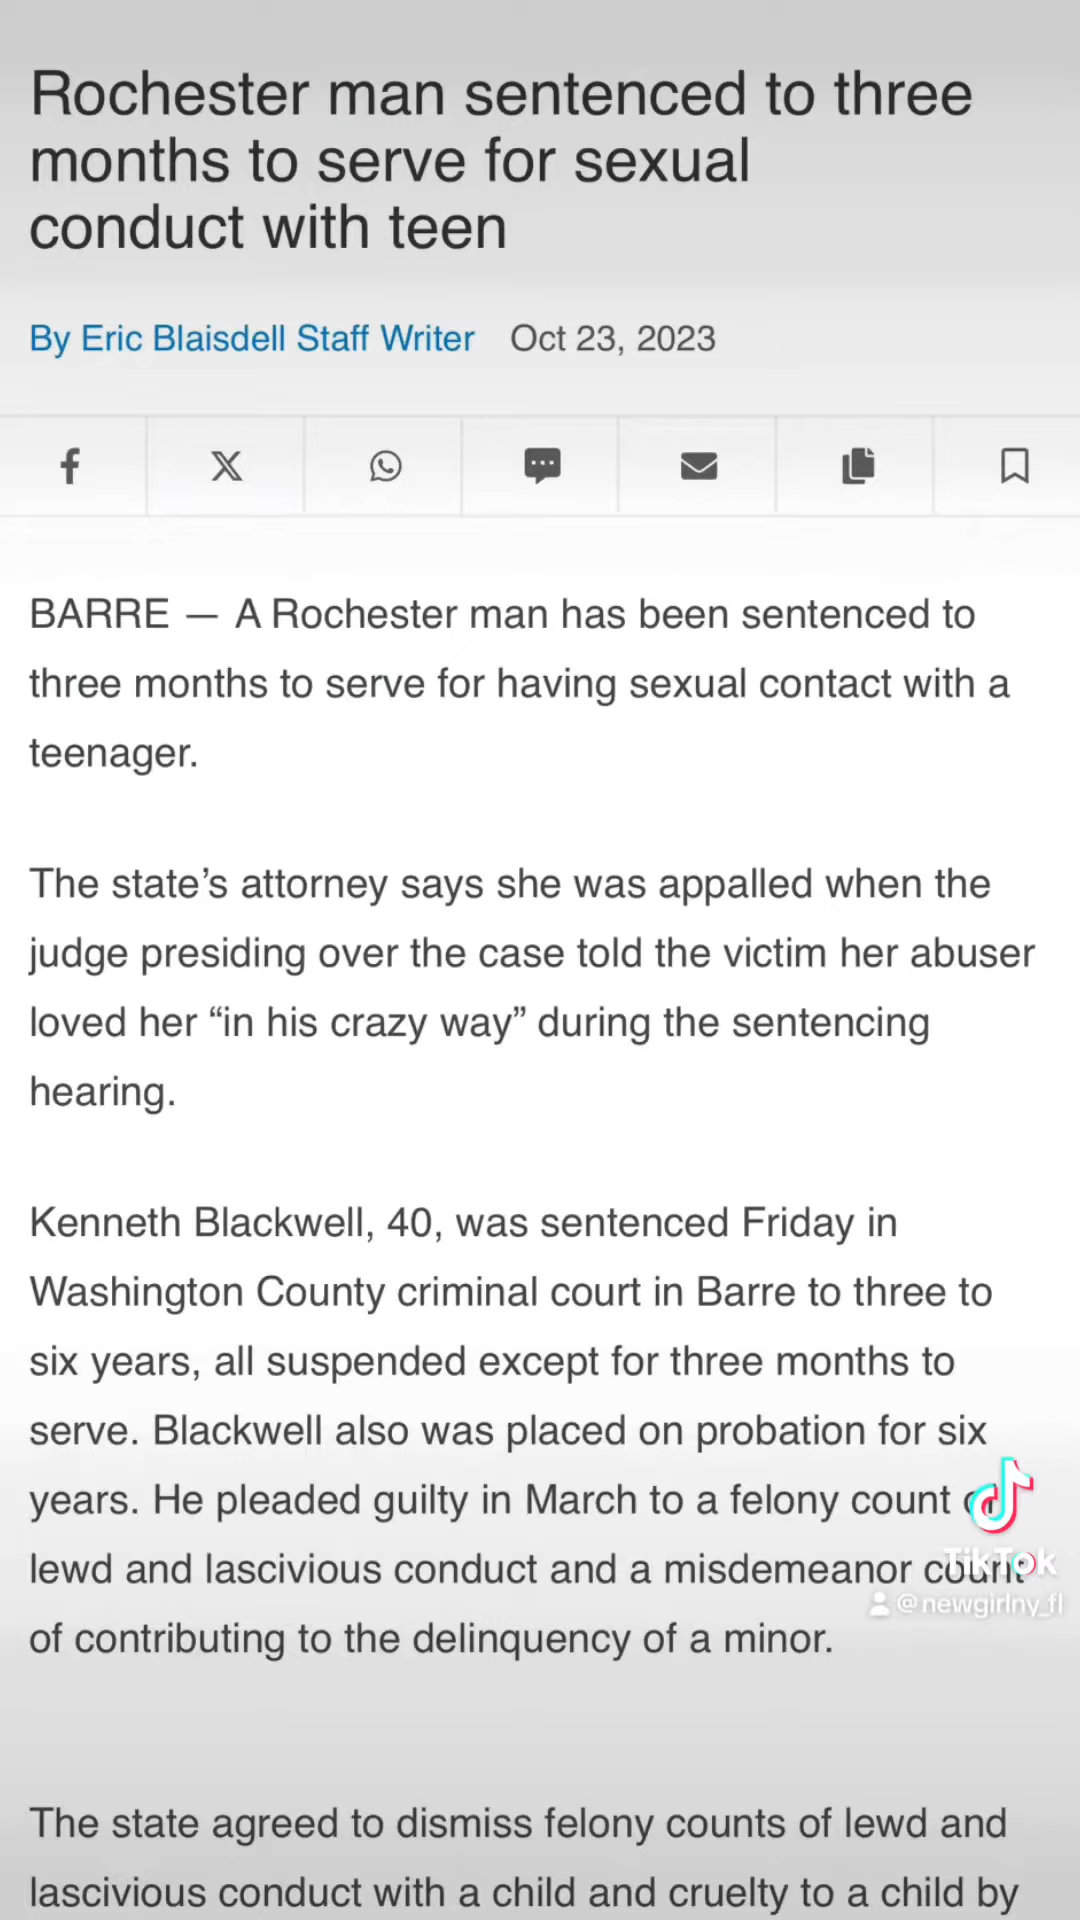 Rochester man sentenced to three
months to serve for sexual
conduct with teen
By Eric Blaisdell Staff Writer Oct 23, 2023
BARRE — A Rochester man has been sentenced to
three months to serve for having sexual contact with a
teenager.
The state’s attorney says she was appalled when the
judge presiding over the case told the victim her abuser
loved her “in his crazy way” during the sentencing
hearing.
Kenneth Blackwell, 40, was sentenced Friday in
Washington County criminal court in Barre to three to
six years, all suspended except for three months to
serve. Blackwell also was placed on probation for six
years. He pleaded guilty in March to a felony count of
lewd and lascivious conduct and a misdemeanor count
TikTok
@newgirlny_fl
of contributing to the delinquency of a minor.
The state agreed to dismiss felony counts of lewd and
lascivious conduct with a child and cruelty to a child by